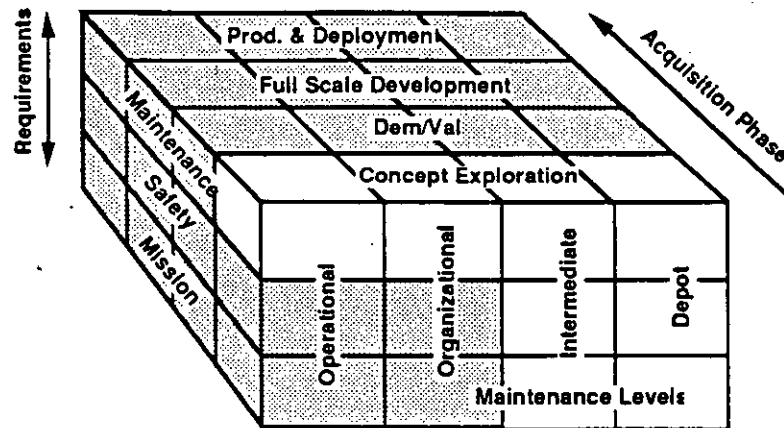 Requirements
Acquisition Phase
Prod. & Deployment
Full Scale Development
Dem/Val
Concept Exploration
Maintenance
Safety
Mission
Operational
Organizational
Intermediate
Depot
Maintenance Levels